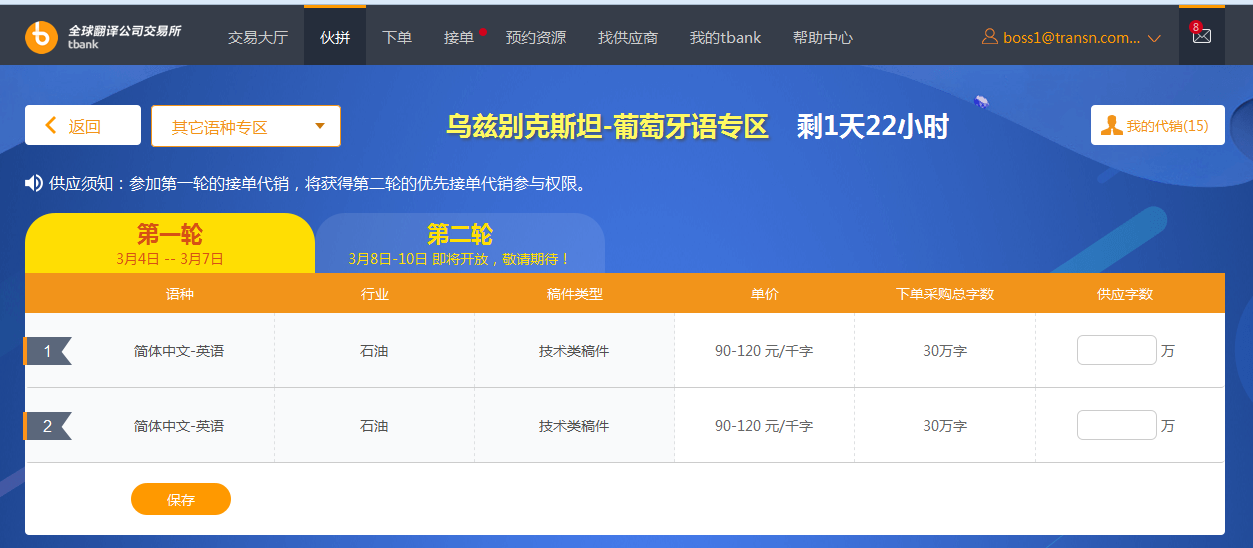 全球翻译公司交易所
tbank
交易大厅 伙拼 下单 接单 预约资源 找供应商 我的tbank 帮助中心 boss1@transn.com... 8
返回 其它语种专区 乌兹别克斯坦-葡萄牙语专区 剩1天22小时 我的代销(15)
供应须知：参加第一轮的接单代销，将获得第二轮的优先接单代销参与权限。
第一轮 第二轮
3月4日 -- 3月7日 3月8日-10日 即将开放，敬请期待！
语种 行业 稿件类型 单价 下单采购总字数 供应字数
1 简体中文-英语 石油 技术类稿件 90-120 元/千字 30万字 万
2 简体中文-英语 石油 技术类稿件 90-120 元/千字 30万字 万
保存